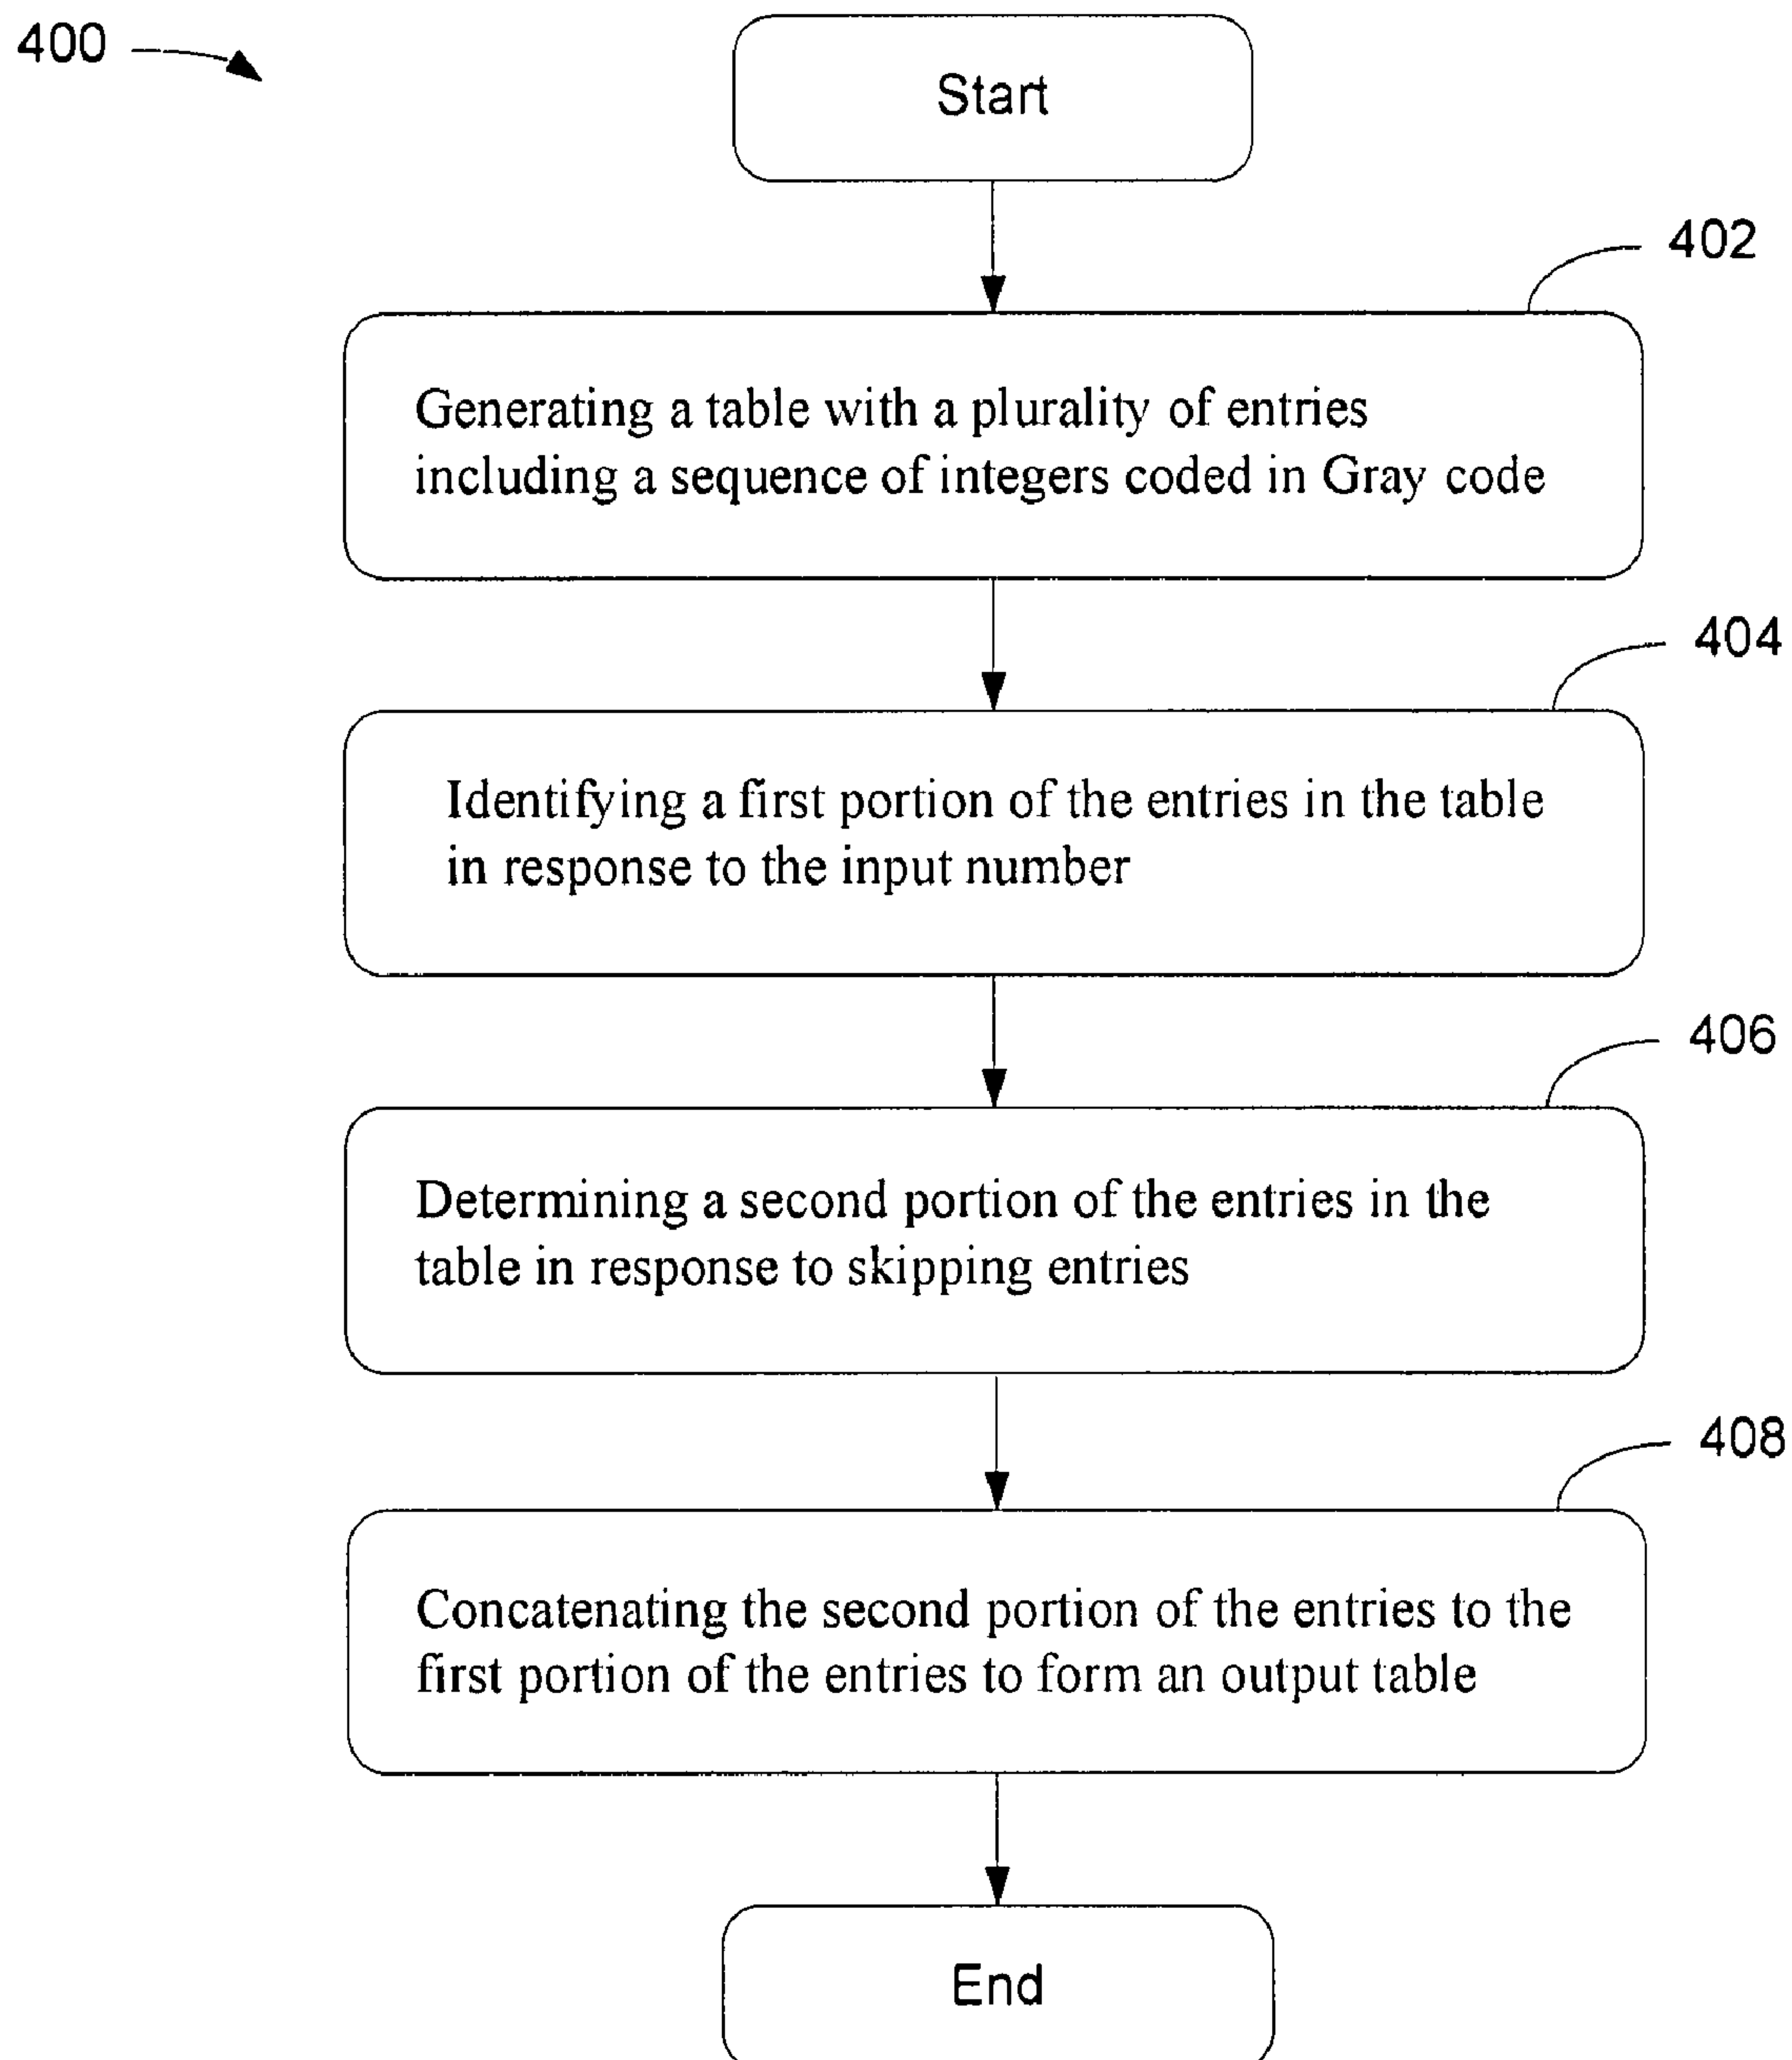 400
Start
402
Generating a table with a plurality of entries
including a sequence of integers coded in Gray code
404
Identifying a first portion of the entries in the table
in response to the input number
406
Determining a second portion of the entries in the
table in response to skipping entries
408
Concatenating the second portion of the entries to the
first portion of the entries to form an output table
End